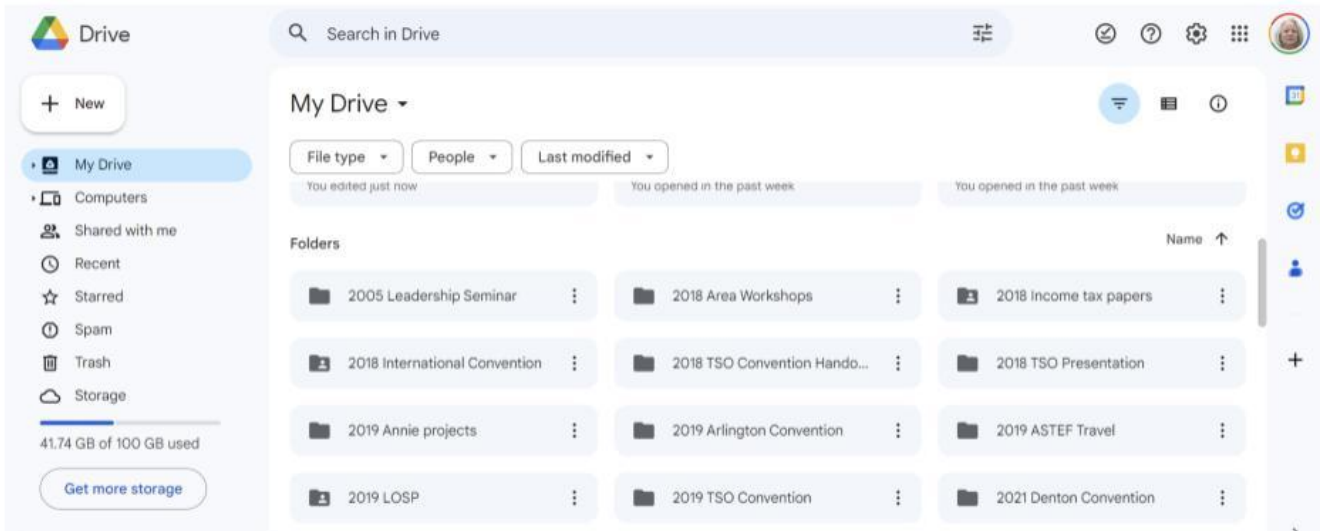 Drive
Search in Drive
New
My Drive
Computers
Shared with me
Recent
Starred
Spam
Trash
Storage
41.74 GB of 100 GB used
Get more storage
My Drive
File type
People
Last modified
You edited just now
You opened in the past week
You opened in the past week
Folders
Name
2005 Leadership Seminar
2018 Area Workshops
2018 Income tax papers
2018 International Convention
2018 TSO Convention Hando...
2018 TSO Presentation
2019 Annie projects
2019 Arlington Convention
2019 ASTEF Travel
2019 LOSP
2019 TSO Convention
2021 Denton Convention
31